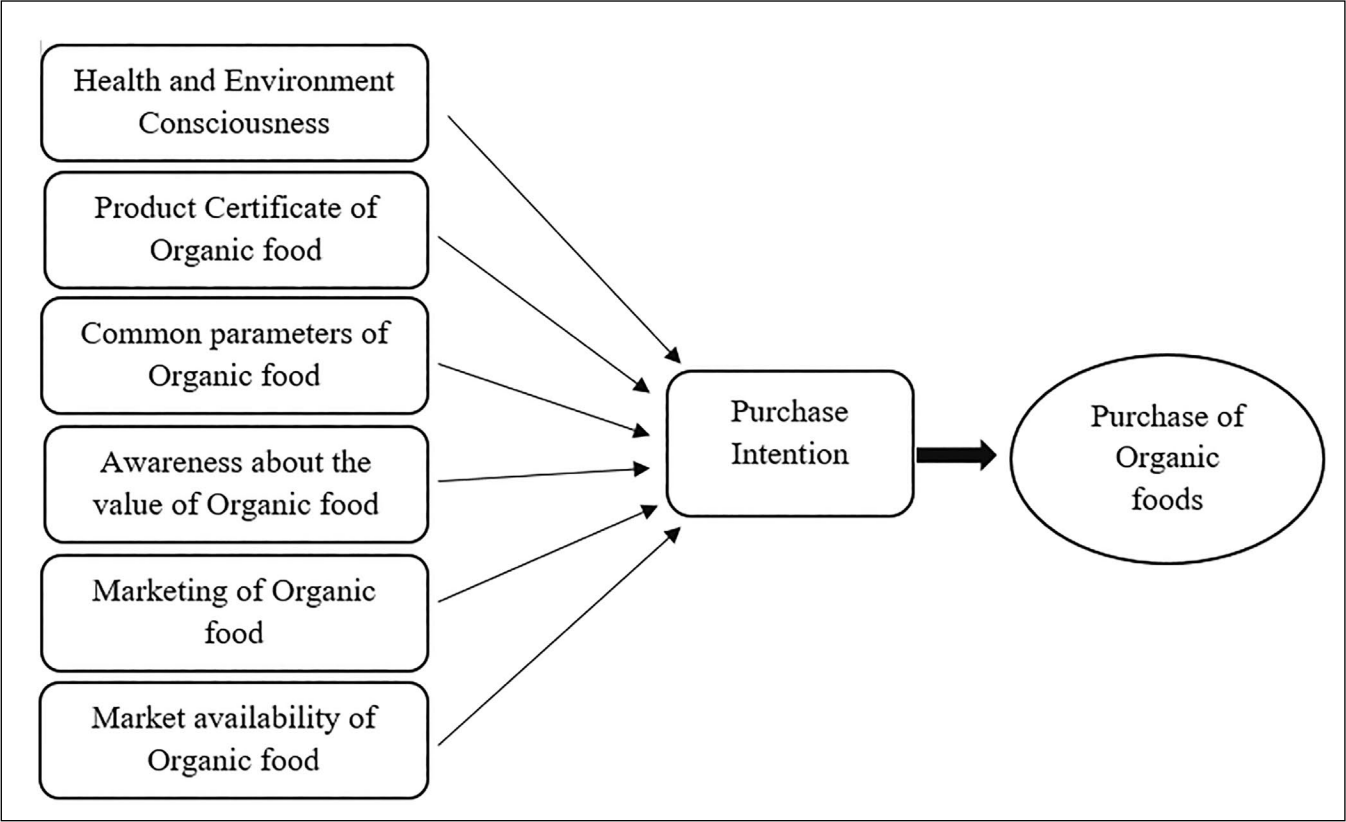 Health and Environment
Consciousness
Product Certificate of
Organic food
Common parameters of
Organic food
Awareness about the
value of Organic food
Marketing of Organic
food
Market availability of
Organic food
Purchase
Intention
Purchase of
Organic
foods